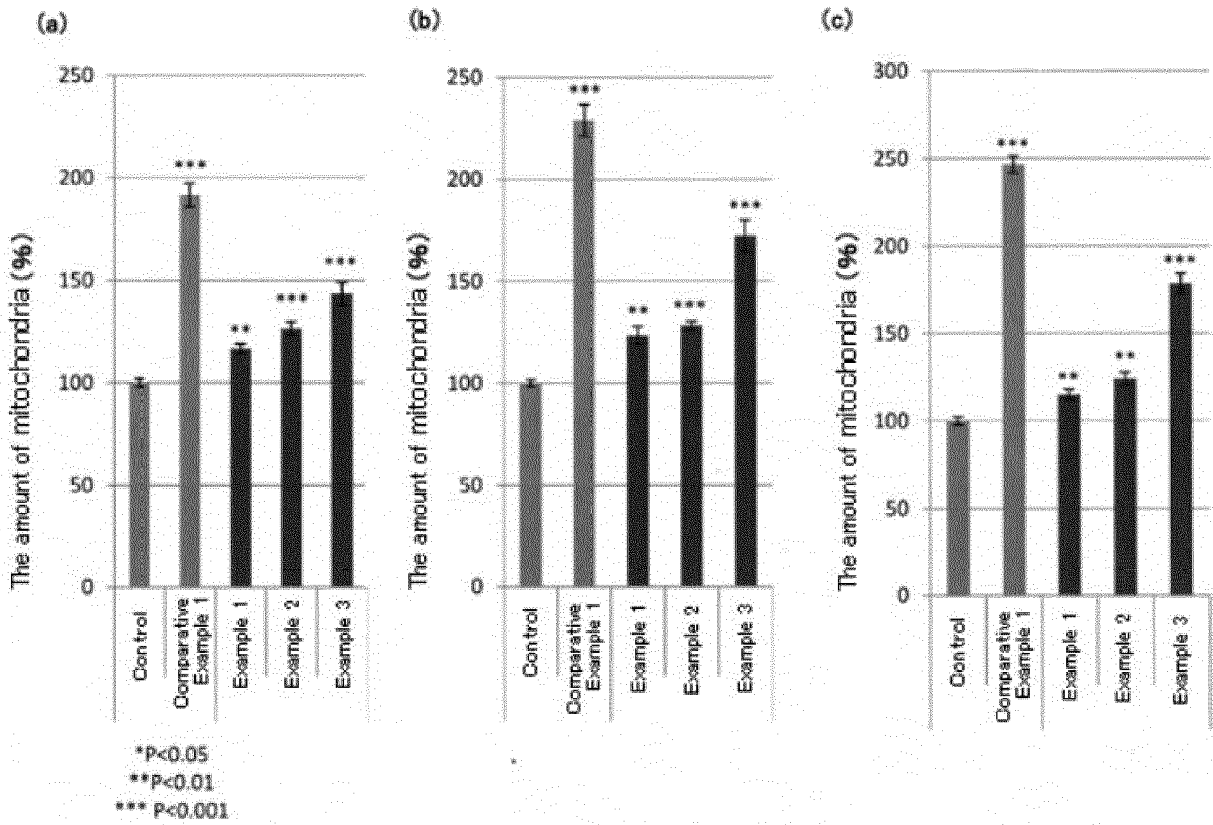 (a)
The amount of mitochondria (%)
250
200
150
100
50
0
***
**
***
***
Control
Comparative
Example 1
Example 1
Example 2
Example 3
*P<0.05
**P<0.01
*** P<0.001
(b)
The amount of mitochondria (%)
250
200
150
100
50
0
***
**
***
***
Control
Comparative
Example 1
Example 1
Example 2
Example 3
(c)
The amount of mitochondria (%)
300
250
200
150
100
50
0
***
**
**
***
Control
Comparative
Example 1
Example 1
Example 2
Example 3